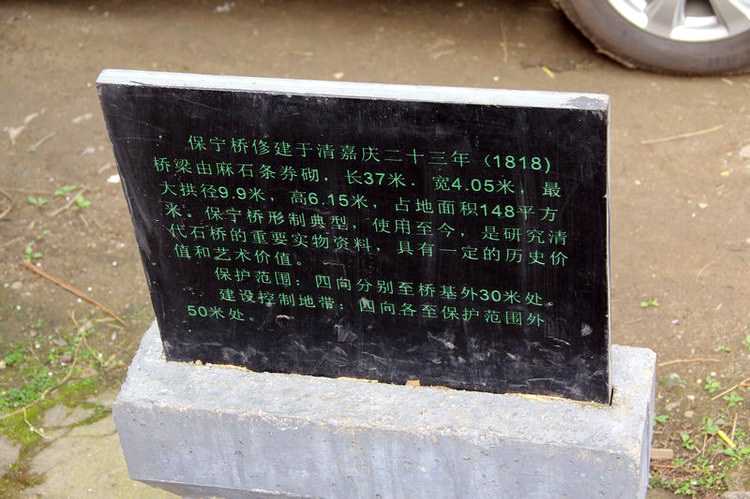 保宁桥修建于清嘉庆二十三年（1818）
桥梁由麻石条券砌，长37米．宽4.05米，最
大拱径9.9米，高6.15米，占地面积148平方
米。保宁桥形制典型，使用至今，是研究清
代石桥的重要实物资料，具有一定的历史价
值和艺术价值。
保护范围：四向分别至桥基外30米处。
建设控制地带：四向各至保护范围外
50米处。